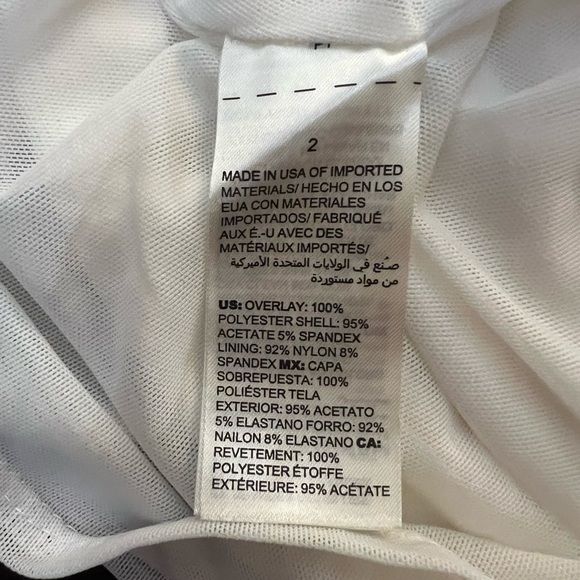 2
MADE IN USA OF IMPORTED
MATERIALS/ HECHO EN LOS
EUA CON MATERIALES
IMPORTADOS/ FABRIQUÉ
AUX É.-U AVEC DES
MATÉRIAUX IMPORTÉS/
صنع في الولايات المتحدة الأميركية
من مواد مستوردة
US: OVERLAY: 100%
POLYESTER SHELL: 95%
ACETATE 5% SPANDEX
LINING: 92% NYLON 8%
SPANDEX MX: CAPA
SOBREPUESTA: 100%
POLIÉSTER TELA
EXTERIOR: 95% ACETATO
5% ELASTANO FORRO: 92%
NAILON 8% ELASTANO CA:
REVETEMENT: 100%
POLYESTER ÉTOFFE
EXTÉRIEURE: 95% ACÉTATE